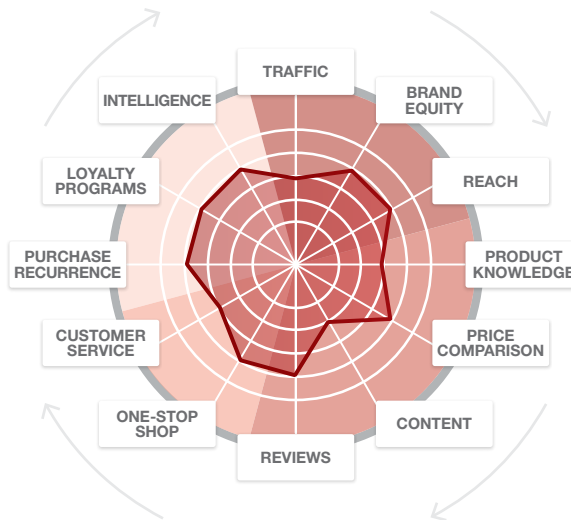 TRAFFIC
BRAND
EQUITY
REACH
PRODUCT
KNOWLEDGE
PRICE
COMPARISON
CONTENT
REVIEWS
ONE-STOP
SHOP
CUSTOMER
SERVICE
PURCHASE
RECURRENCE
LOYALTY
PROGRAMS
INTELLIGENCE